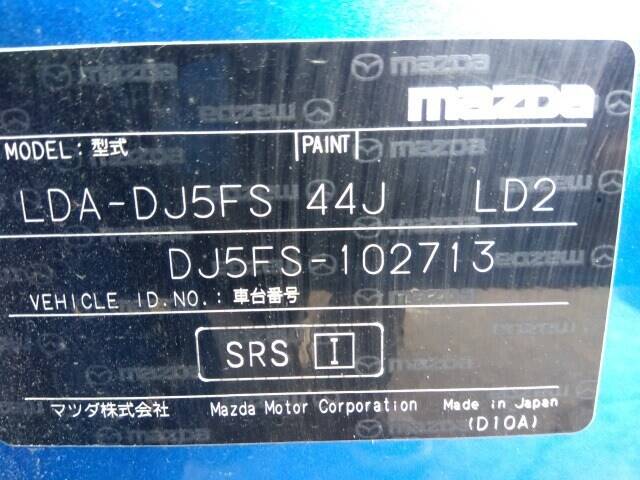 mazda
MODEL：型式 PAINT
LDA-DJ5FS 44J LD2
DJ5FS-102713
VEHICLE ID.NO.：車台番号
SRS I
マツダ株式会社 Mazda Motor Corporation Made in Japan
(D10A)